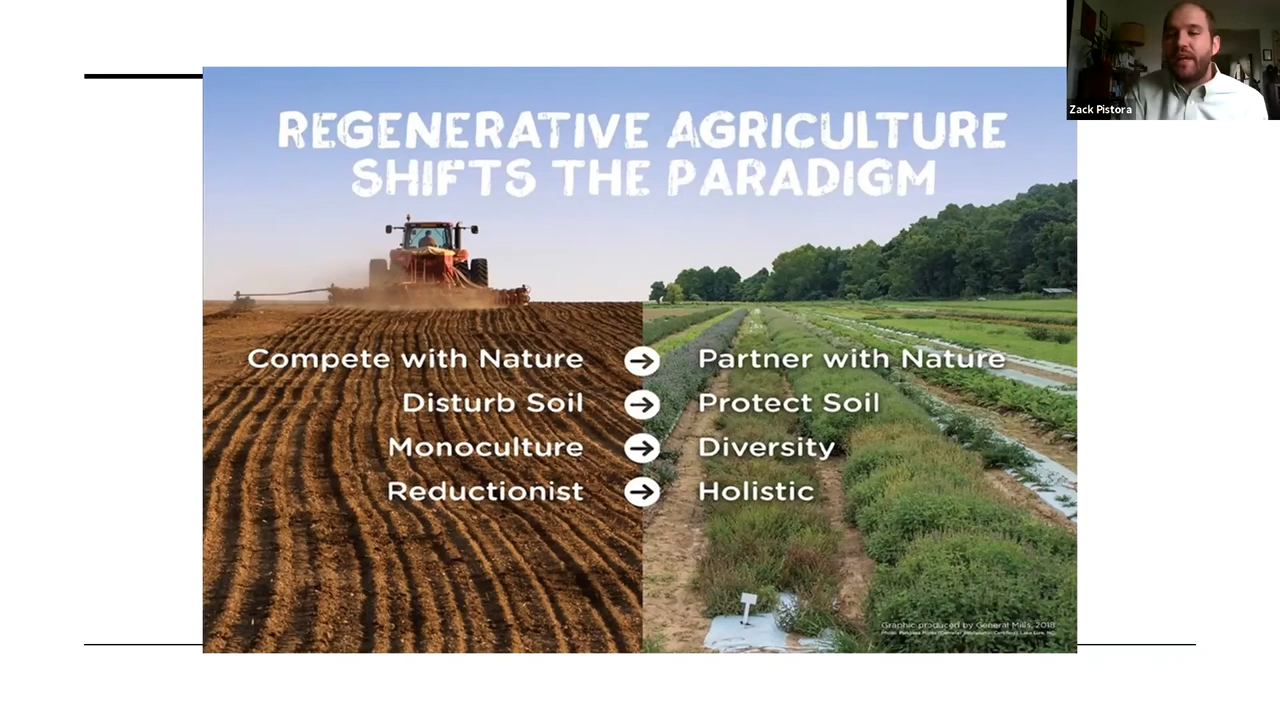 Zack Pistora
REGENERATIVE AGRICULTURE
SHIFTS THE PARADIGM
Compete with Nature Partner with Nature
Disturb Soil Protect Soil
Monoculture Diversity
Reductionist Holistic
Graphic produced by General Mills, 2018